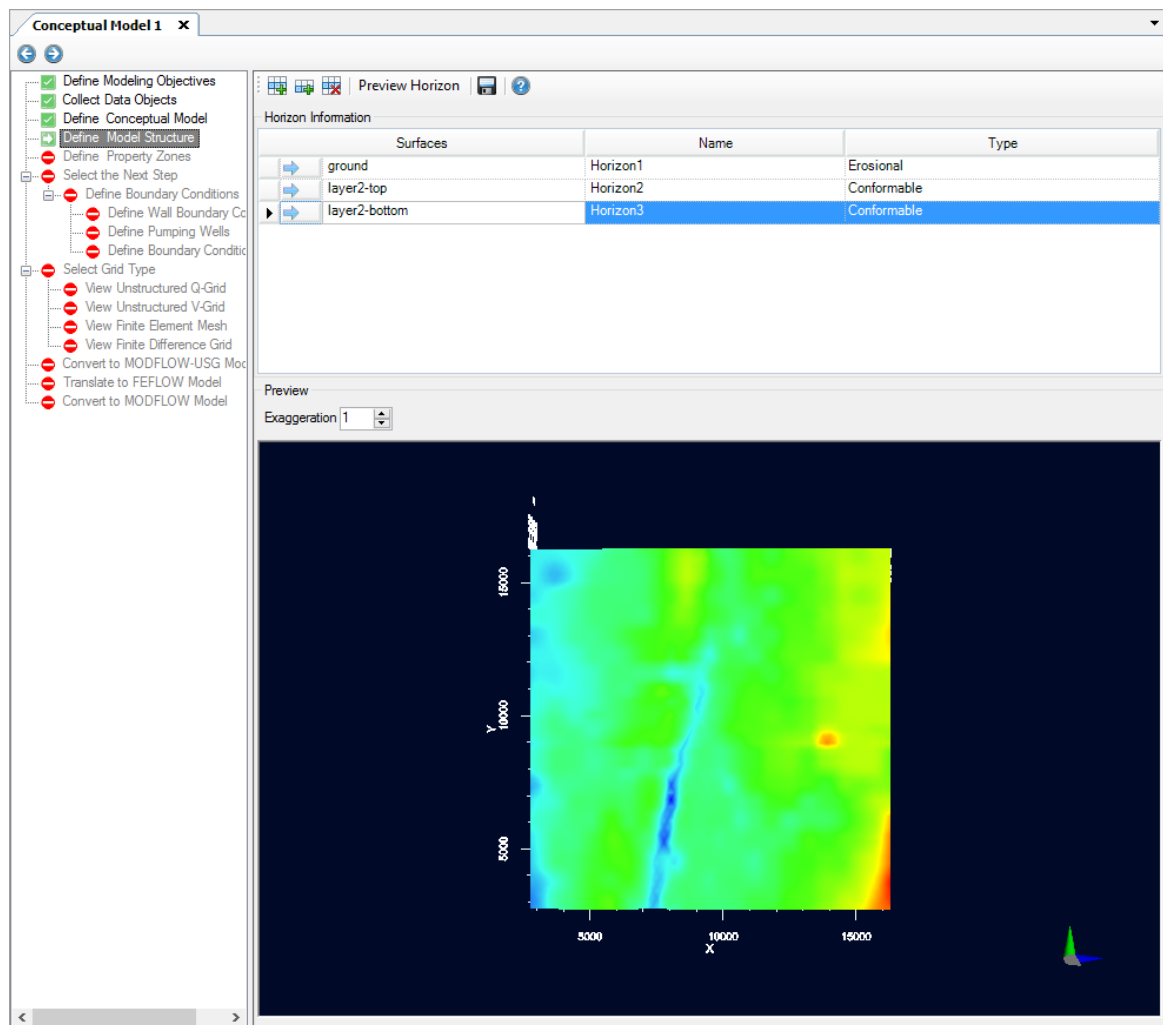 Conceptual Model 1
Define Modeling Objectives
Collect Data Objects
Define Conceptual Model
Define Model Structure
Define Property Zones
Select the Next Step
Define Boundary Conditions
Define Wall Boundary Co
Define Pumping Wells
Define Boundary Conditic
Select Grid Type
View Unstructured Q-Grid
View Unstructured V-Grid
View Finite Element Mesh
View Finite Difference Grid
Convert to MODFLOW-USG Moc
Translate to FEFLOW Model
Convert to MODFLOW Model
Preview Horizon
Horizon Information
Surfaces Name Type
ground Horizon1 Erosional
layer2-top Horizon2 Conformable
layer2-bottom Horizon3 Conformable
Preview
Exaggeration 1
15000
10000
Y
5000
5000 10000 15000
X